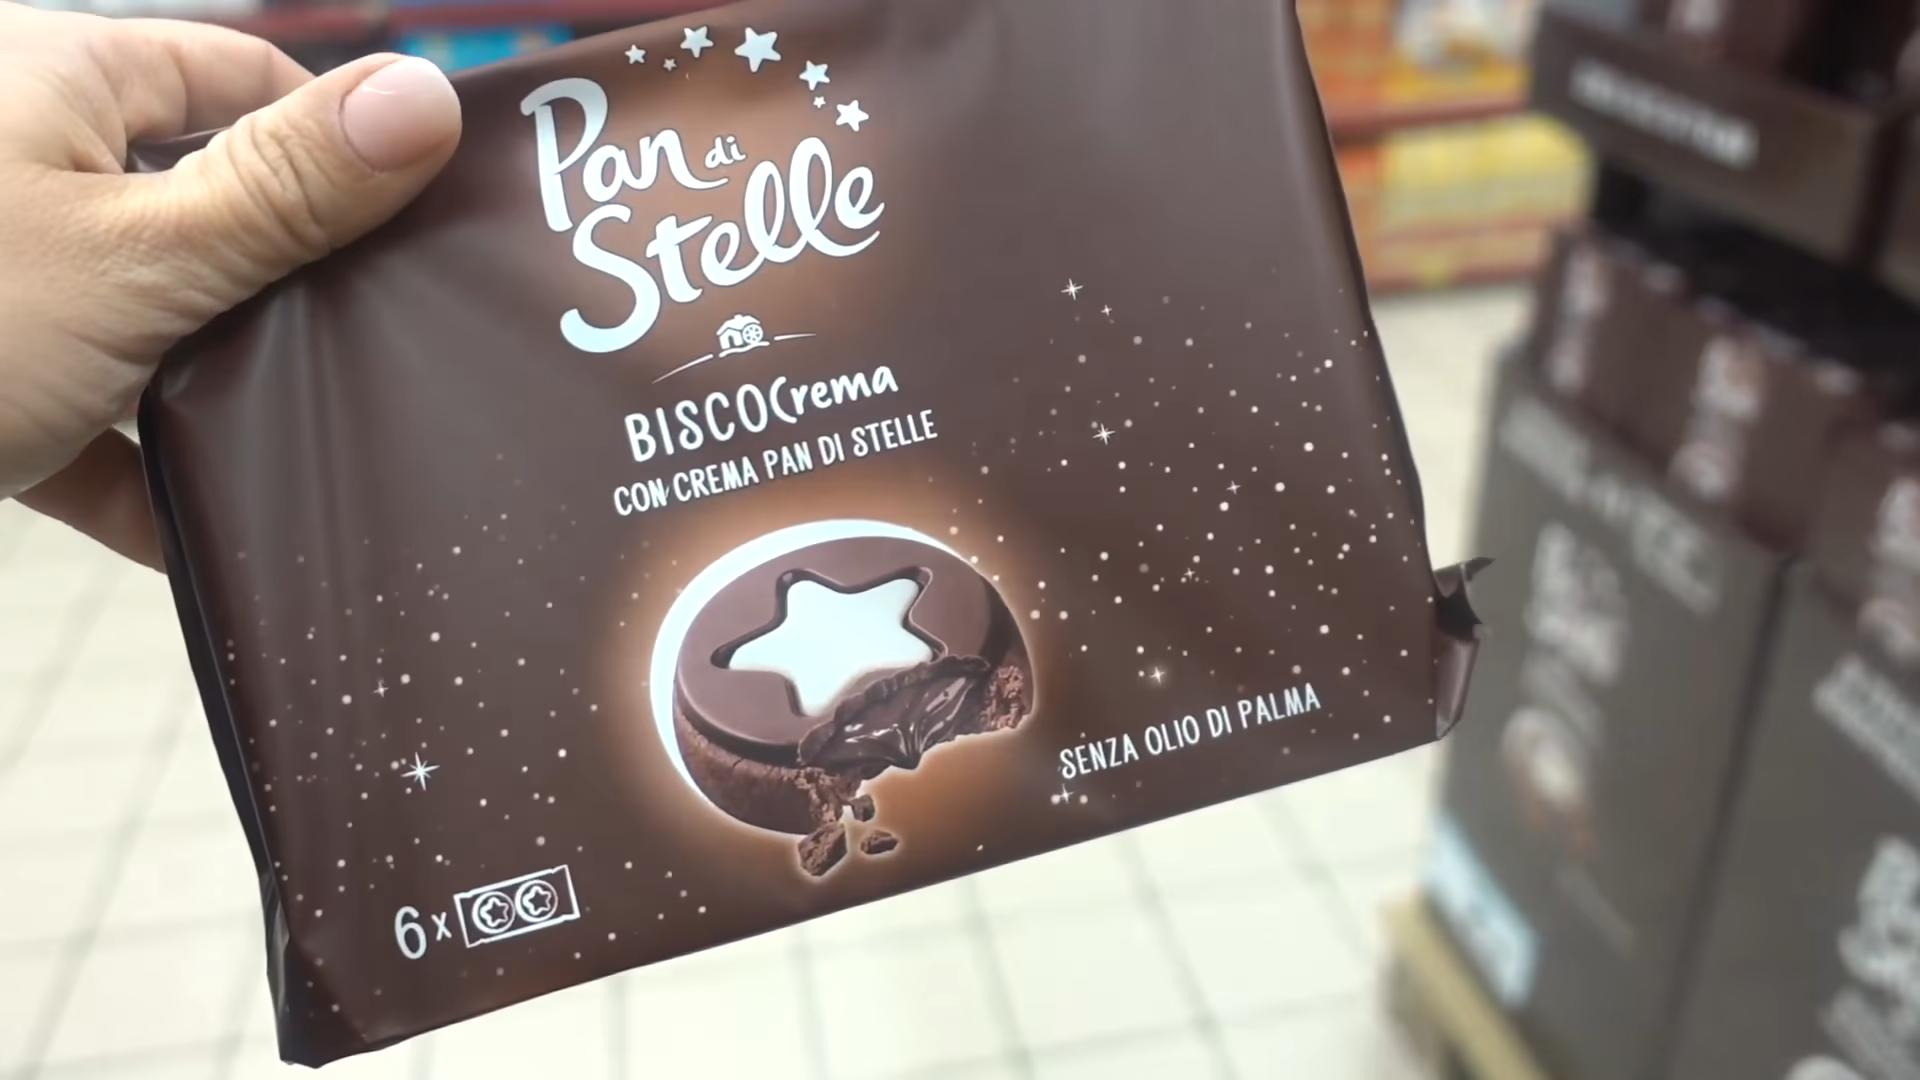 Pan di
Stelle
BISCOCrema
CON CREMA PAN DI STELLE
SENZA OLIO DI PALMA
6x